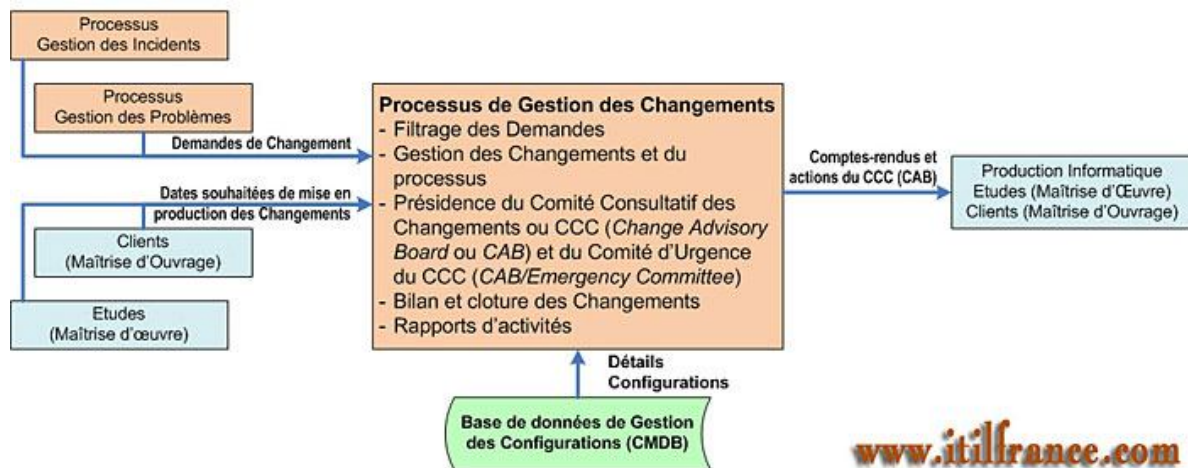 Processus
Gestion des Incidents
Processus
Gestion des Problèmes
Demandes de Changement
Dates souhaitées de mise en
production des Changements
Clients
(Maîtrise d'Ouvrage)
Etudes
(Maîtrise d'œuvre)
Processus de Gestion des Changements
- Filtrage des Demandes
- Gestion des Changements et du
processus
- Présidence du Comité Consultatif des
Changements ou CCC (Change Advisory
Board ou CAB) et du Comité d'Urgence
du CCC (CAB/Emergency Committee)
- Bilan et cloture des Changements
- Rapports d'activités
Comptes-rendus et
actions du CCC (CAB)
Production Informatique
Etudes (Maîtrise d'Œuvre)
Clients (Maîtrise d'Ouvrage)
Détails
Configurations
Base de données de Gestion
des Configurations (CMDB)
www.itilfrance.com